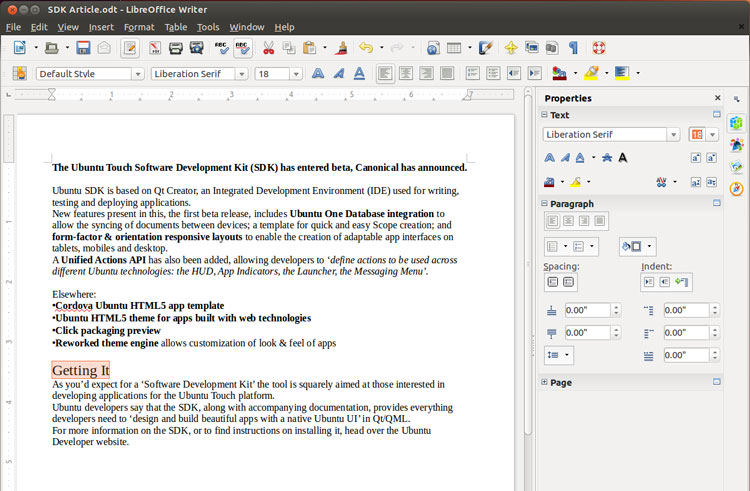 SDK Article.odt - LibreOffice Writer
File Edit View Insert Format Table Tools Window Help
Default Style Liberation Serif 18
1 2 3 4 5 6 7
Properties
Text
Liberation Serif 18
Paragraph
Spacing: Indent:
0.00" 0.00"
0.00" 0.00"
0.00"
Page
1
2
3
4
5
The Ubuntu Touch Software Development Kit (SDK) has entered beta, Canonical has announced.
Ubuntu SDK is based on Qt Creator, an Integrated Development Environment (IDE) used for writing,
testing and deploying applications.
New features present in this, the first beta release, includes Ubuntu One Database integration to
allow the syncing of documents between devices; a template for quick and easy Scope creation; and
form-factor & orientation responsive layouts to enable the creation of adaptable app interfaces on
tablets, mobiles and desktop.
A Unified Actions API has also been added, allowing developers to ‘define actions to be used across
different Ubuntu technologies: the HUD, App Indicators, the Launcher, the Messaging Menu’.
Elsewhere:
•Cordova Ubuntu HTML5 app template
•Ubuntu HTML5 theme for apps built with web technologies
•Click packaging preview
•Reworked theme engine allows customization of look & feel of apps
Getting It
As you’d expect for a ‘Software Development Kit’ the tool is squarely aimed at those interested in
developing applications for the Ubuntu Touch platform.
Ubuntu developers say that the SDK, along with accompanying documentation, provides everything
developers need to ‘design and build beautiful apps with a native Ubuntu UI’ in Qt/QML.
For more information on the SDK, or to find instructions on installing it, head over the Ubuntu
Developer website.